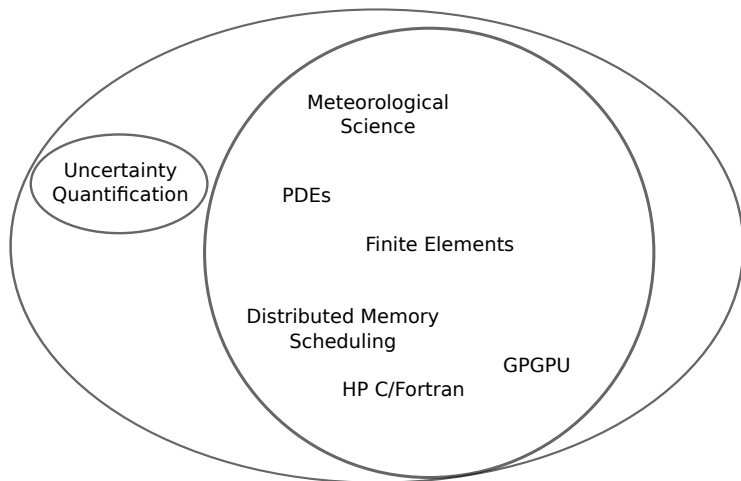 Meteorological
Science
Uncertainty
Quantification
PDEs
Finite Elements
Distributed Memory
Scheduling
GPGPU
HP C/Fortran